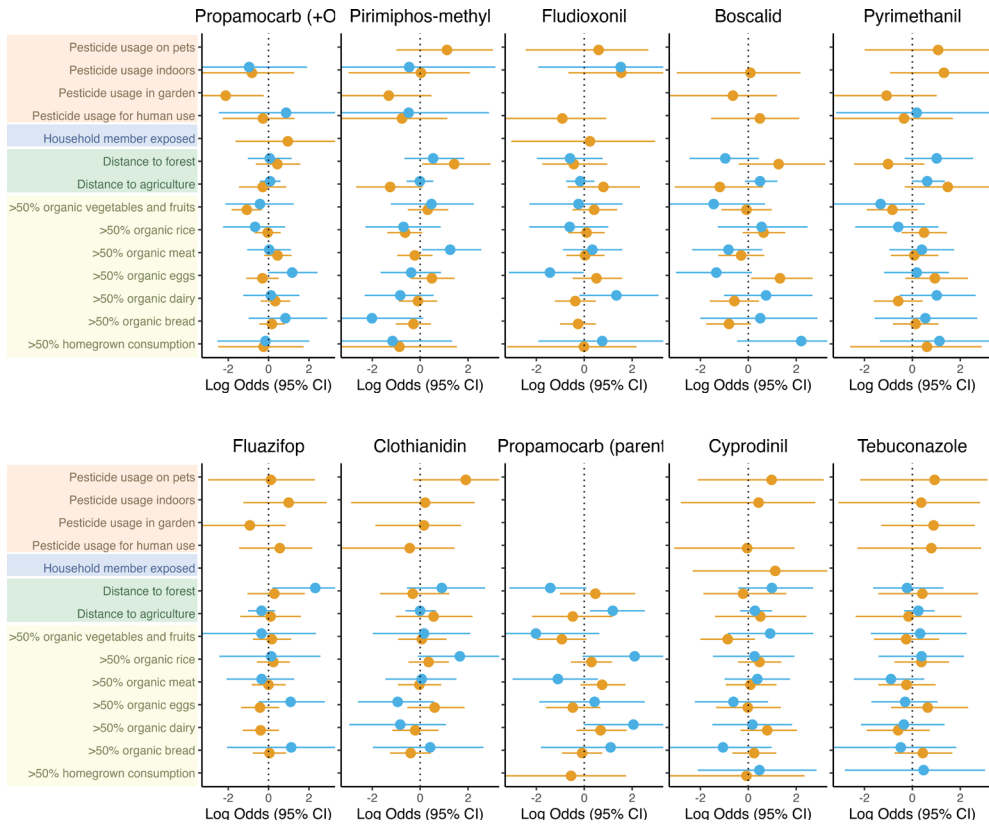 Propamocarb (+O Pirimiphos-methyl Fludioxonil Boscalid Pyrimethanil
Pesticide usage on pets
Pesticide usage indoors
Pesticide usage in garden
Pesticide usage for human use
Household member exposed
Distance to forest
Distance to agriculture
>50% organic vegetables and fruits
>50% organic rice
>50% organic meat
>50% organic eggs
>50% organic dairy
>50% organic bread
>50% homegrown consumption
-2 0 2 -2 0 2 -2 0 2 -2 0 2 -2 0 2
Log Odds (95% CI) Log Odds (95% CI) Log Odds (95% CI) Log Odds (95% CI) Log Odds (95% CI)
Fluazifop Clothianidin Propamocarb (parent Cyprodinil Tebuconazole
Pesticide usage on pets
Pesticide usage indoors
Pesticide usage in garden
Pesticide usage for human use
Household member exposed
Distance to forest
Distance to agriculture
>50% organic vegetables and fruits
>50% organic rice
>50% organic meat
>50% organic eggs
>50% organic dairy
>50% organic bread
>50% homegrown consumption
-2 0 2 -2 0 2 -2 0 2 -2 0 2 -2 0 2
Log Odds (95% CI) Log Odds (95% CI) Log Odds (95% CI) Log Odds (95% CI) Log Odds (95% CI)